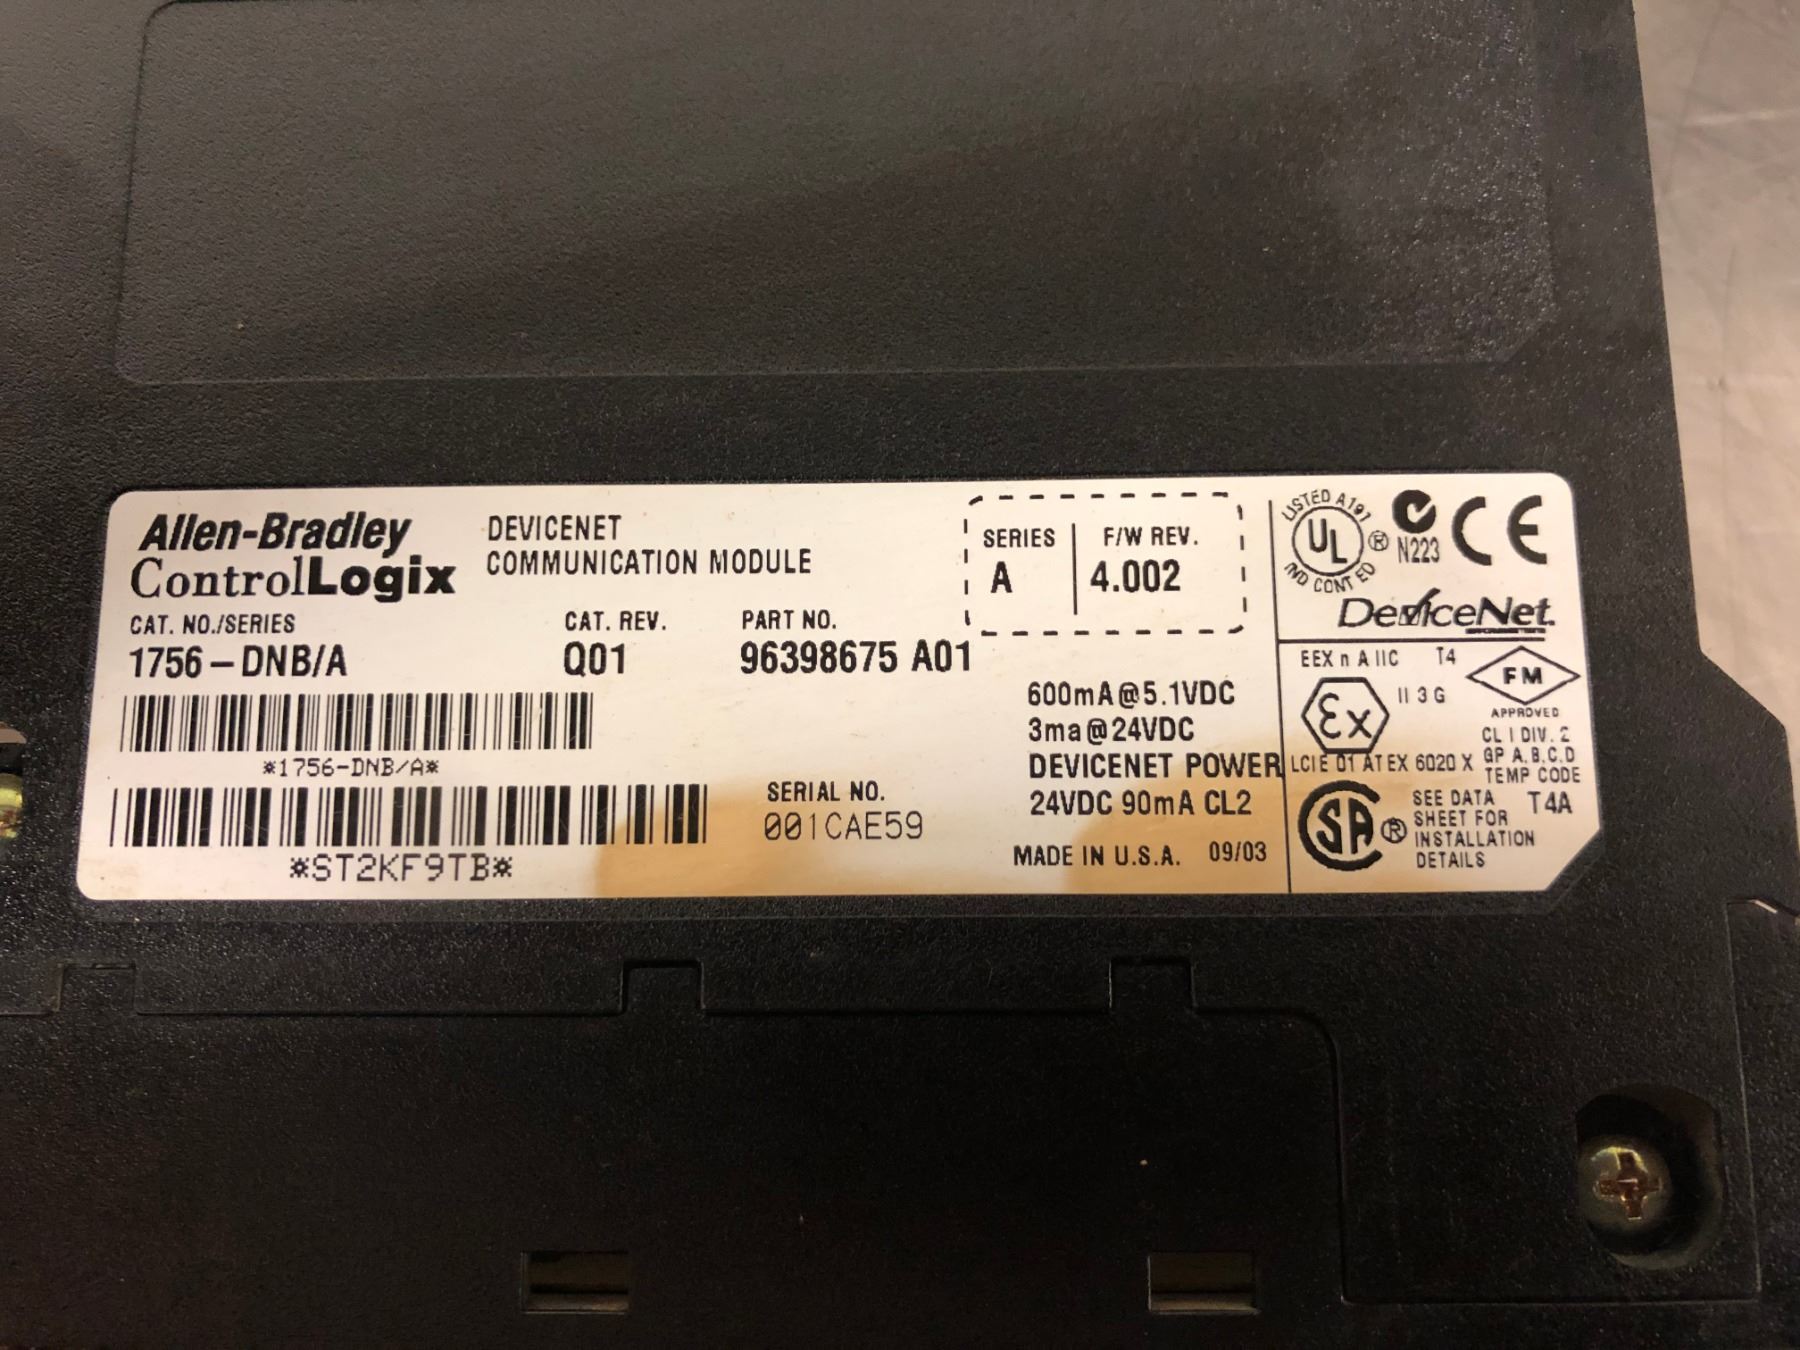 Allen-Bradley
ControlLogix
DEVICENET
COMMUNICATION MODULE
CAT. NO./SERIES
1756-DNB/A
CAT. REV.
Q01
PART NO.
96398675 A01
SERIES
A
F/W REV.
4.002
*1756-DNB/A*
*ST2KF9TB*
SERIAL NO.
001CAE59
600mA@5.1VDC
3ma@24VDC
DEVICENET POWER
24VDC 90mA CL2
MADE IN U.S.A. 09/03
LISTED A197
UL ®
IND CONT EQ
N223
CE
DeviceNet.
EEX n A IIC T4
Ex
II 3 G
LCIE 01 ATEX 6020 X
FM
APPROVED
CL I DIV. 2
GP A,B,C,D
TEMP CODE
T4A
SA ®
SEE DATA
SHEET FOR
INSTALLATION
DETAILS